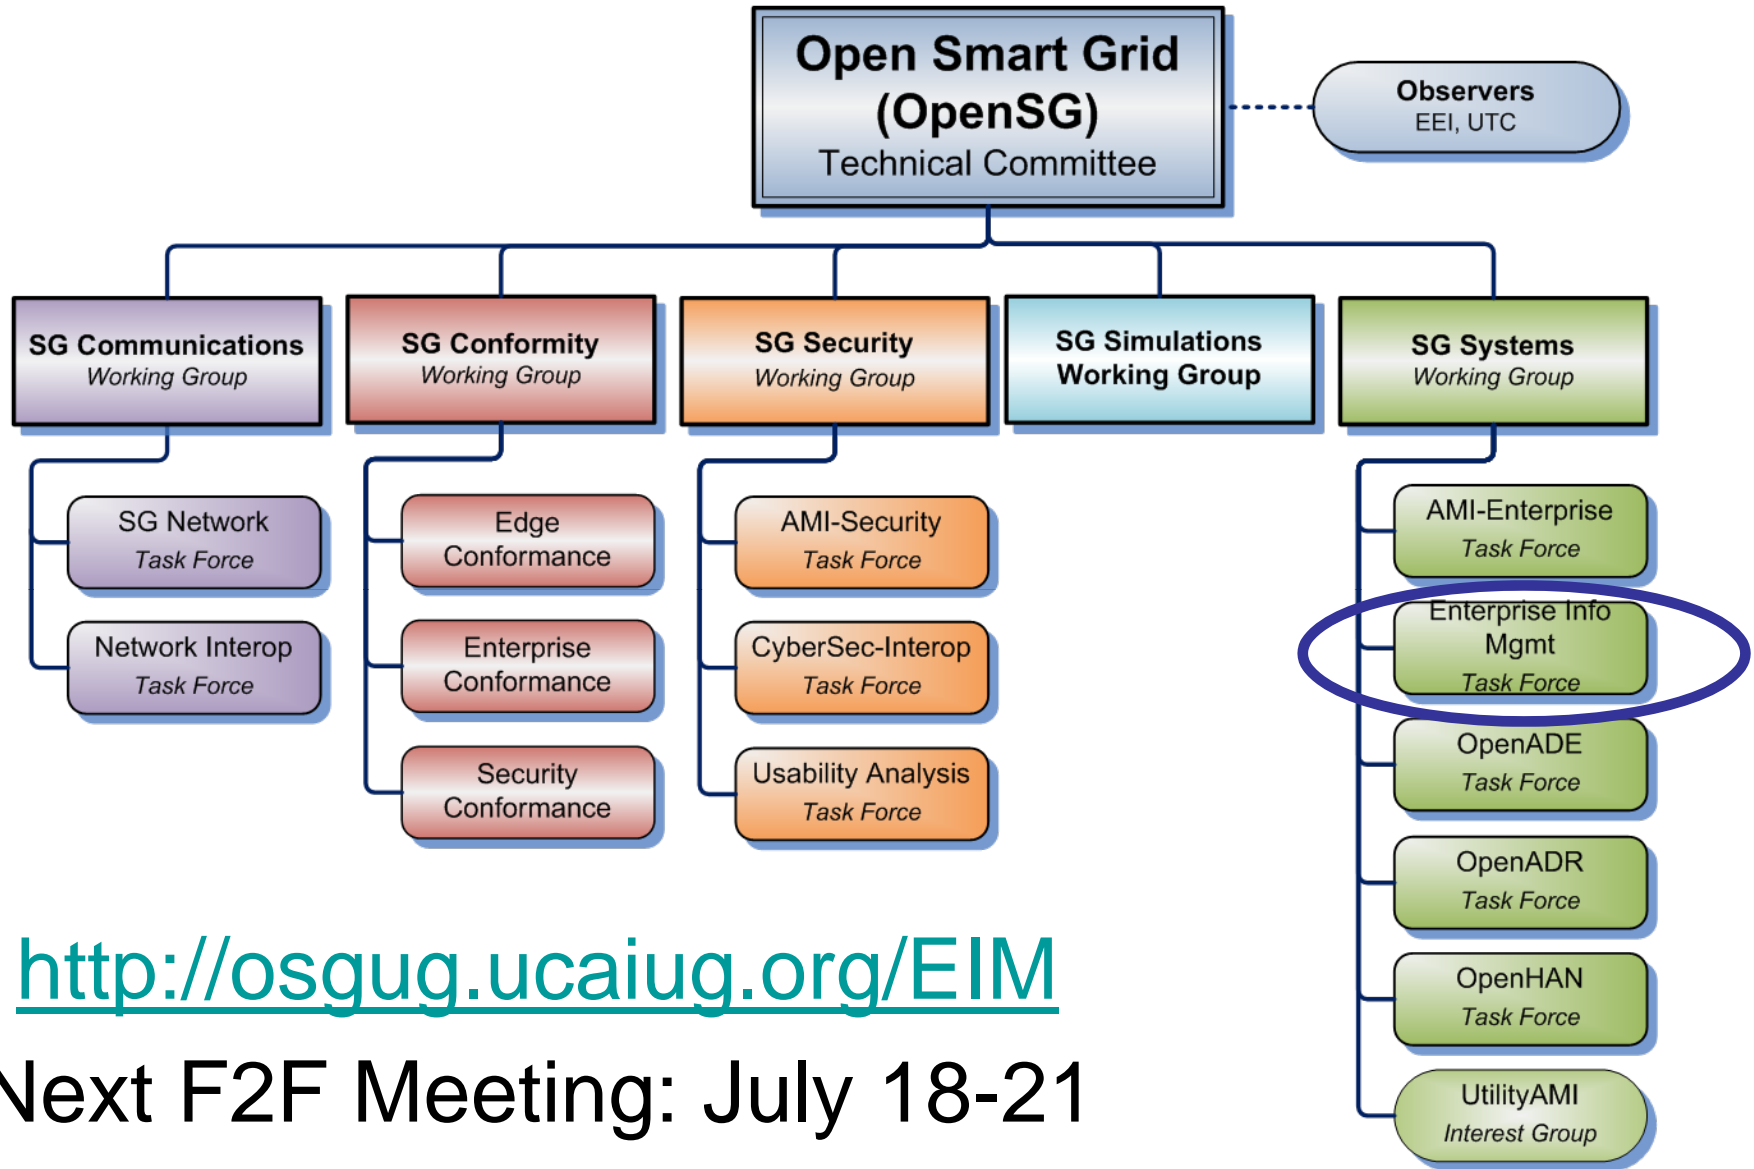 Open Smart Grid
(OpenSG)
Technical Committee
Observers
EEI, UTC
SG Communications
Working Group
SG Conformity
Working Group
SG Security
Working Group
SG Simulations
Working Group
SG Systems
Working Group
SG Network
Task Force
Network Interop
Task Force
Edge
Conformance
Enterprise
Conformance
Security
Conformance
AMI-Security
Task Force
CyberSec-Interop
Task Force
Usability Analysis
Task Force
AMI-Enterprise
Task Force
Enterprise Info
Mgmt
Task Force
OpenADE
Task Force
OpenADR
Task Force
OpenHAN
Task Force
UtilityAMI
Interest Group
http://osgug.ucaiug.org/EIM
Next F2F Meeting: July 18-21